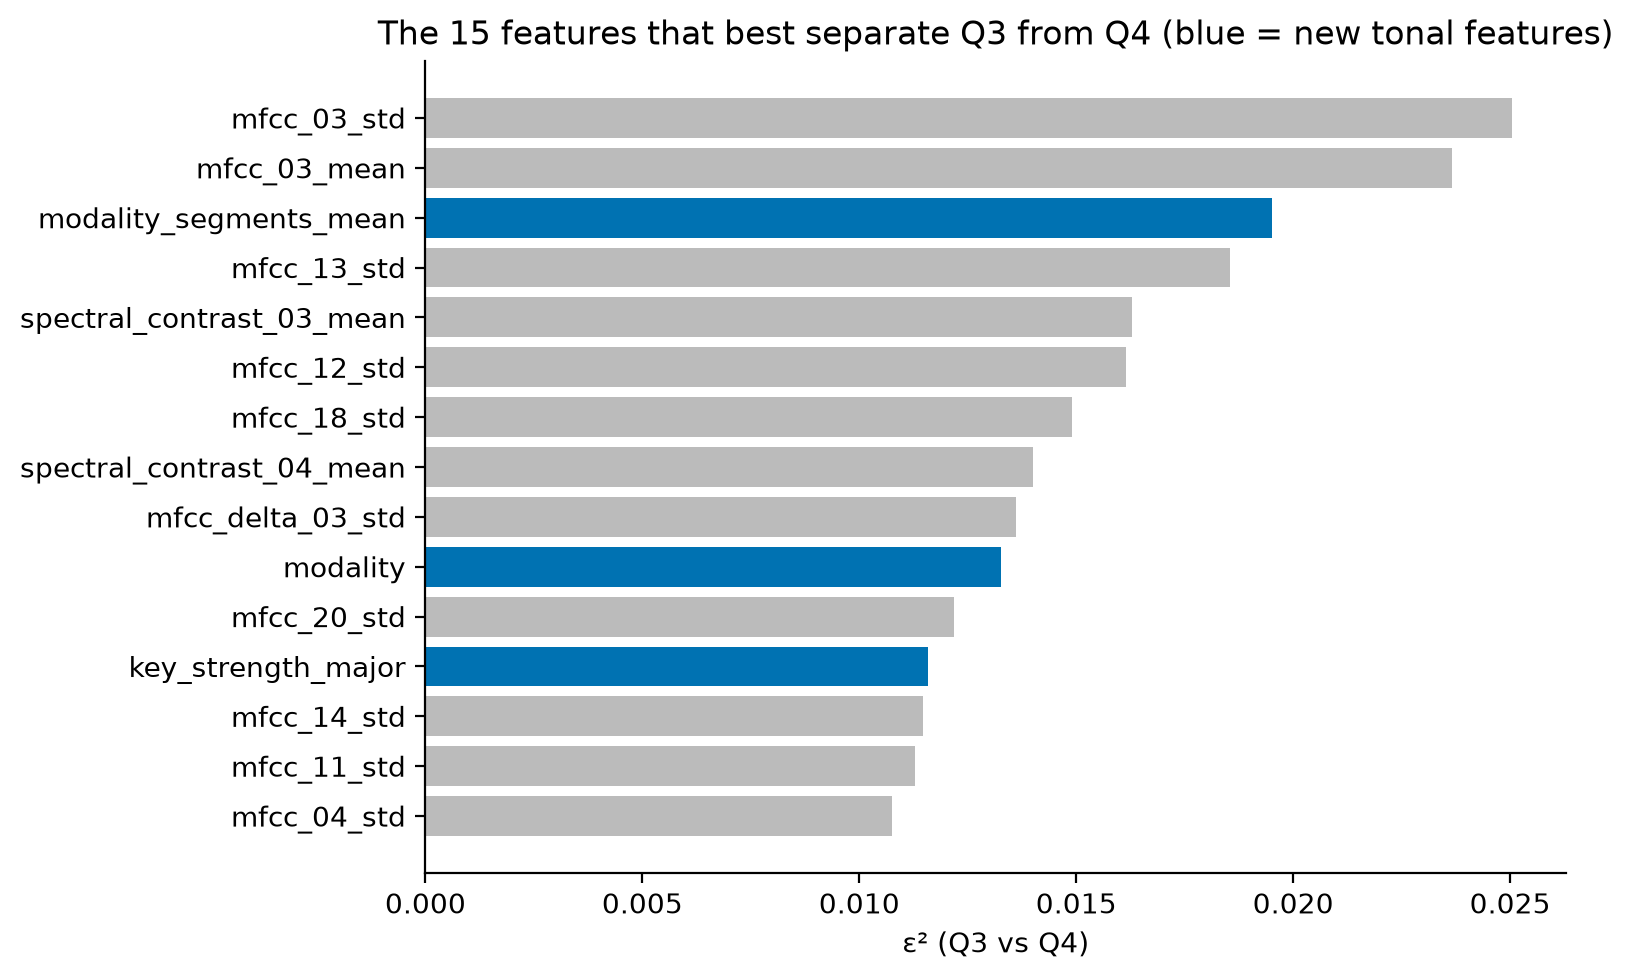 The 15 features that best separate Q3 from Q4 (blue = new tonal features)
mfcc_03_std
mfcc_03_mean
modality_segments_mean
mfcc_13_std
spectral_contrast_03_mean
mfcc_12_std
mfcc_18_std
spectral_contrast_04_mean
mfcc_delta_03_std
modality
mfcc_20_std
key_strength_major
mfcc_14_std
mfcc_11_std
mfcc_04_std
0.000 0.005 0.010 0.015 0.020 0.025
ε² (Q3 vs Q4)